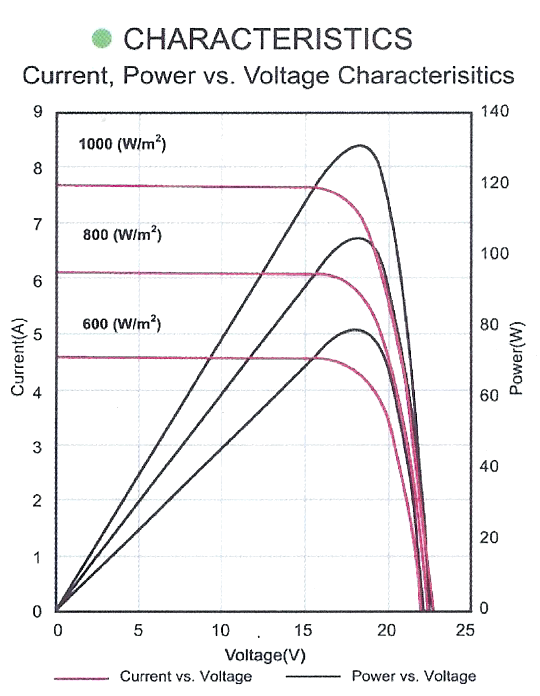 CHARACTERISTICS
Current, Power vs. Voltage Characterisitics
9
8
7
6
5
4
3
2
1
0
Current(A)
1000 (W/m²)
800 (W/m²)
600 (W/m²)
140
120
100
80
60
40
20
0
Power(W)
0 5 10 15 20 25
Voltage(V)
Current vs. Voltage Power vs. Voltage